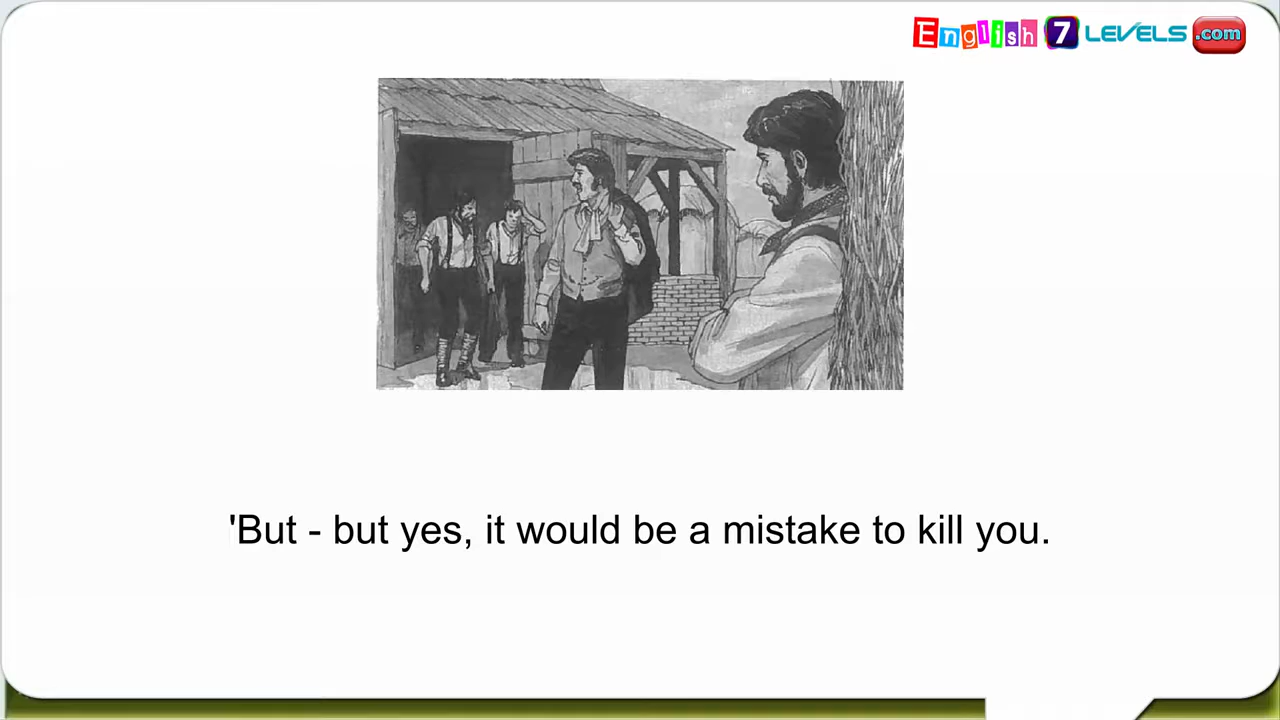 English 7 LEVELS .com
'But - but yes, it would be a mistake to kill you.